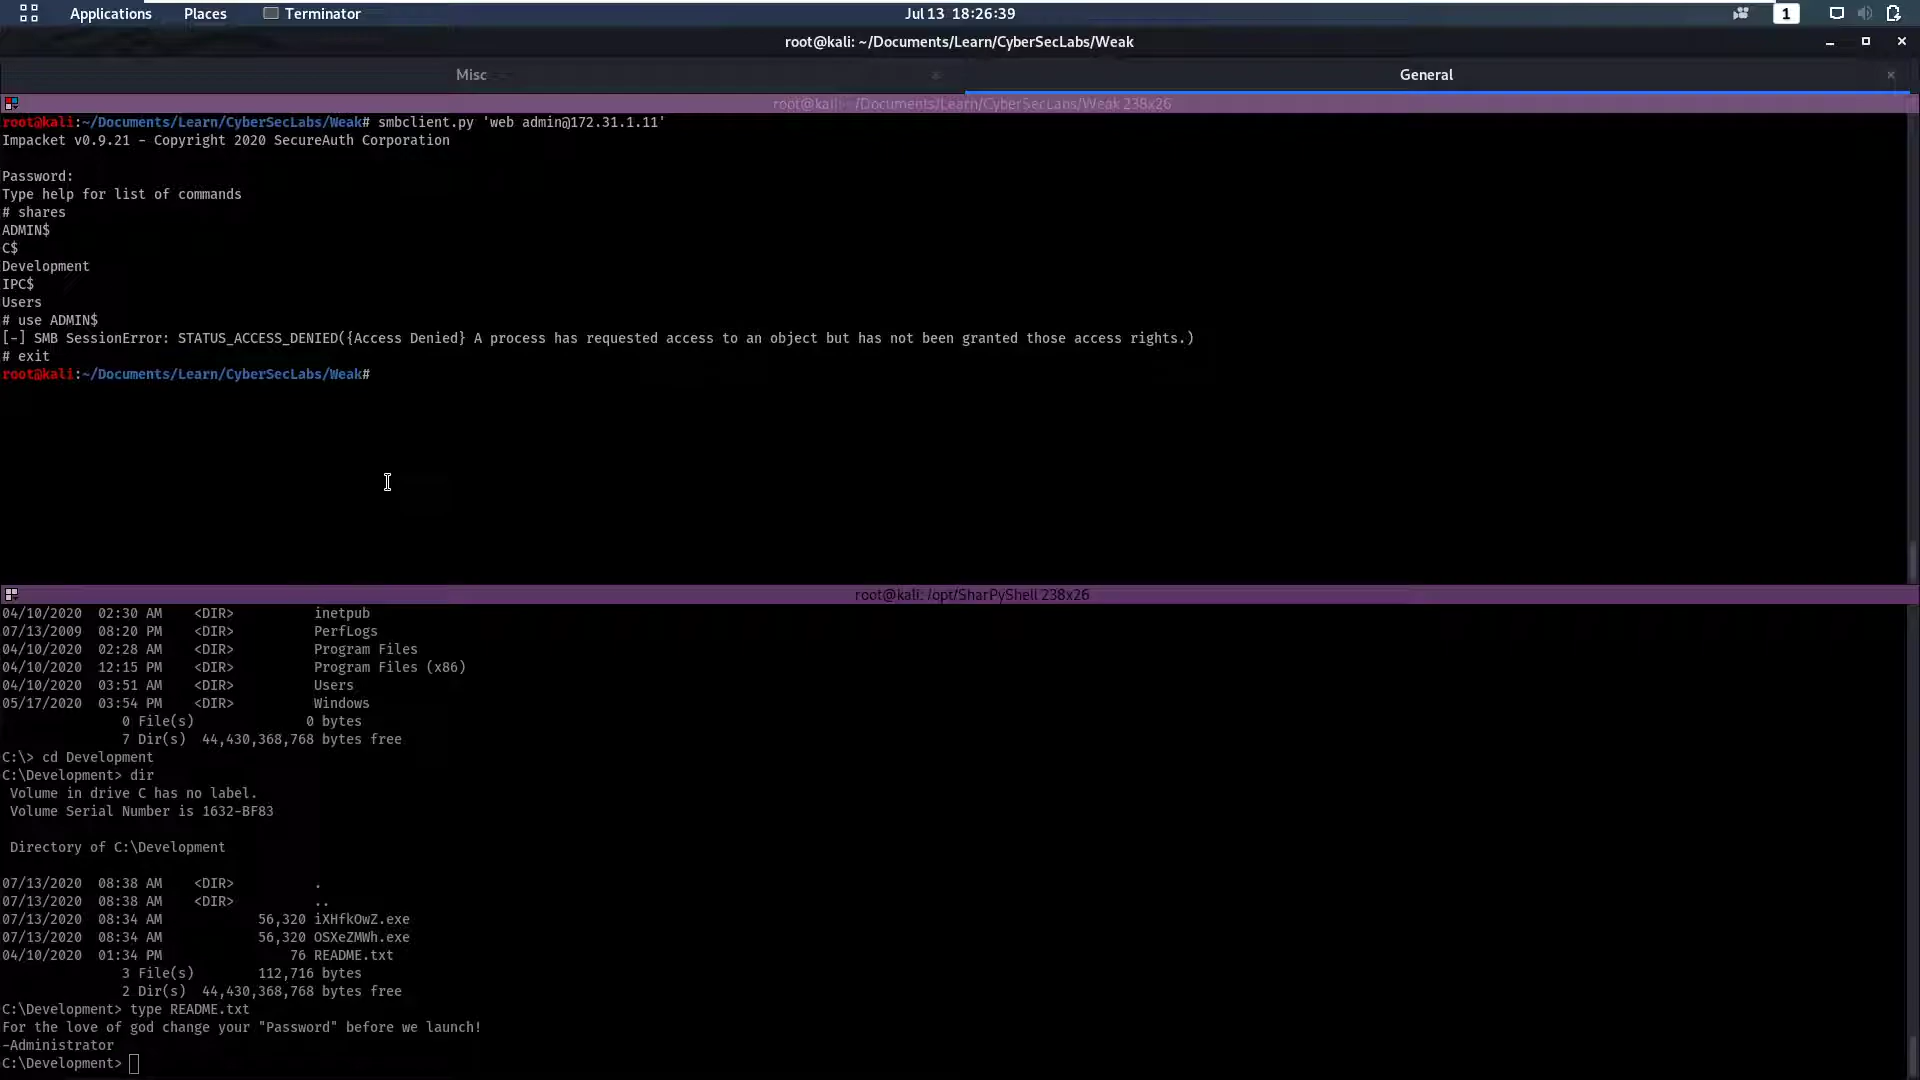 Applications Places Terminator Jul 13 18:26:39 1
root@kali: ~/Documents/Learn/CyberSecLabs/Weak
Misc General
root@kali: ~/Documents/Learn/CyberSecLabs/Weak 238x26
root@kali:~/Documents/Learn/CyberSecLabs/Weak# smbclient.py 'web admin@172.31.1.11'
Impacket v0.9.21 - Copyright 2020 SecureAuth Corporation
Password:
Type help for list of commands
# shares
ADMIN$
C$
Development
IPC$
Users
# use ADMIN$
[-] SMB SessionError: STATUS_ACCESS_DENIED({Access Denied} A process has requested access to an object but has not been granted those access rights.)
# exit
root@kali:~/Documents/Learn/CyberSecLabs/Weak#
root@kali: /opt/SharPyShell 238x26
04/10/2020  02:30 AM    <DIR>          inetpub
07/13/2009  08:20 PM    <DIR>          PerfLogs
04/10/2020  02:28 AM    <DIR>          Program Files
04/10/2020  12:15 PM    <DIR>          Program Files (x86)
04/10/2020  03:51 AM    <DIR>          Users
05/17/2020  03:54 PM    <DIR>          Windows
               0 File(s)              0 bytes
               7 Dir(s)  44,430,368,768 bytes free
C:\> cd Development
C:\Development> dir
 Volume in drive C has no label.
 Volume Serial Number is 1632-BF83
 Directory of C:\Development
07/13/2020  08:38 AM    <DIR>          .
07/13/2020  08:38 AM    <DIR>          ..
07/13/2020  08:34 AM            56,320 iXHfkOwZ.exe
07/13/2020  08:34 AM            56,320 OSXeZMWh.exe
04/10/2020  01:34 PM                76 README.txt
               3 File(s)        112,716 bytes
               2 Dir(s)  44,430,368,768 bytes free
C:\Development> type README.txt
For the love of god change your "Password" before we launch!
-Administrator
C:\Development>